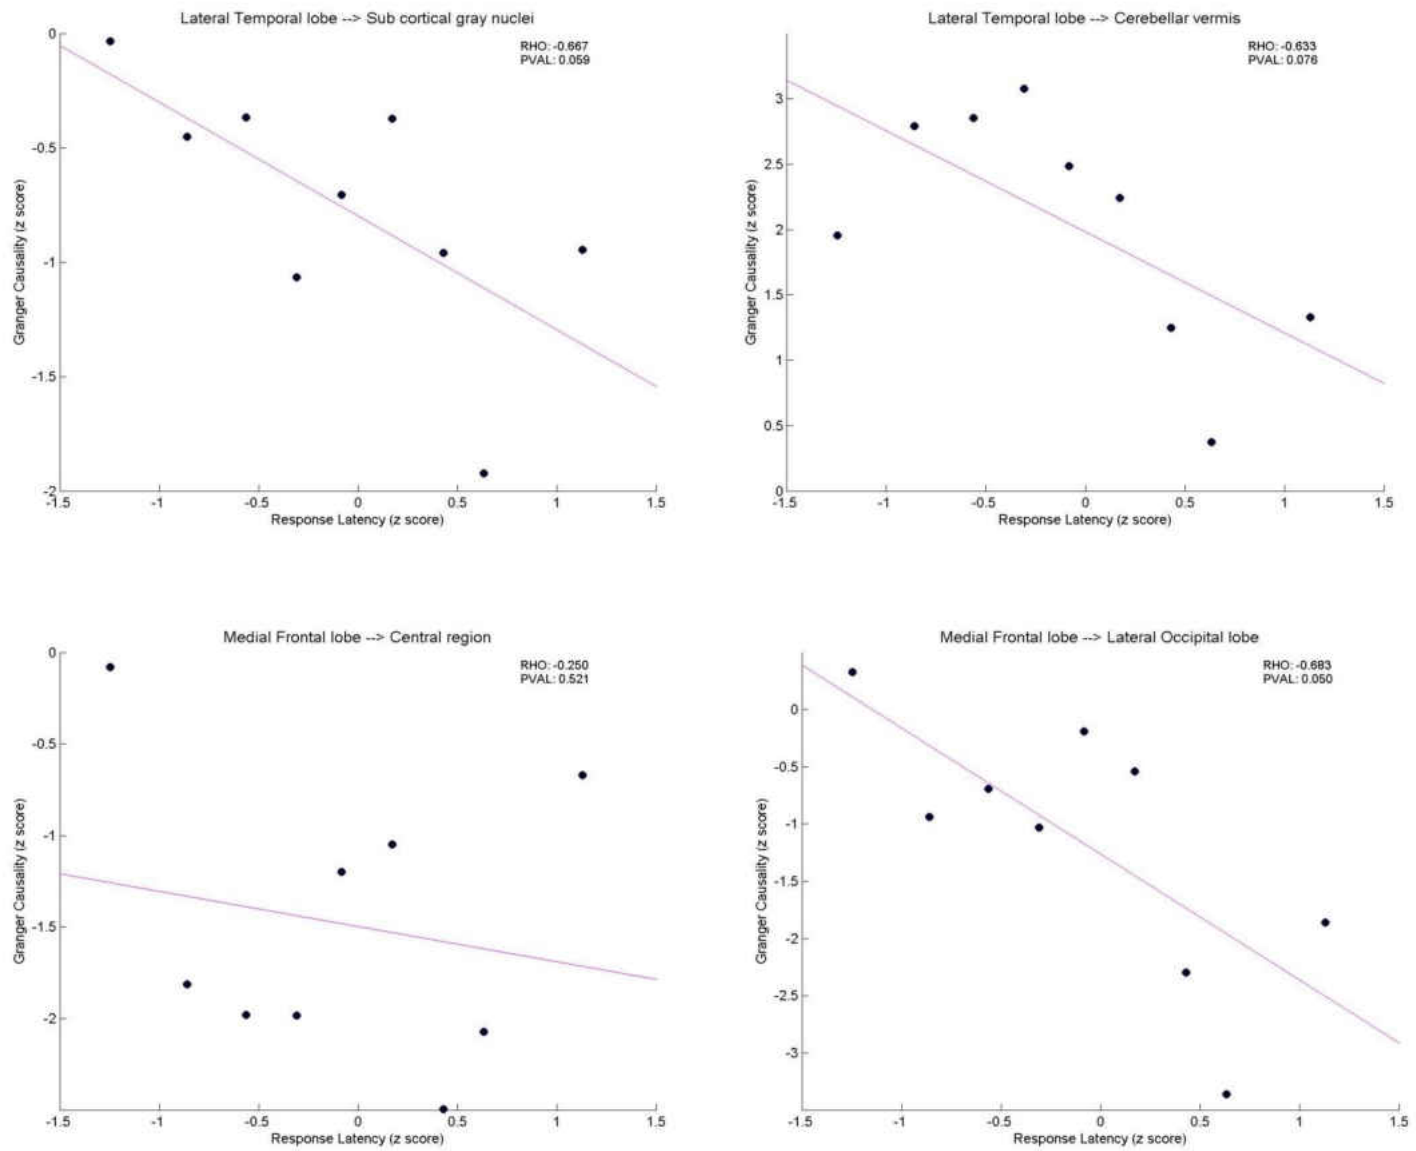 Lateral Temporal lobe --> Sub cortical gray nuclei
RHO: -0.667
PVAL: 0.059
0
-0.5
-1
-1.5
-2
Granger Causality (z score)
-1.5 -1 -0.5 0 0.5 1 1.5
Response Latency (z score)
Lateral Temporal lobe --> Cerebellar vermis
RHO: -0.633
PVAL: 0.076
3
2.5
2
1.5
1
0.5
0
Granger Causality (z score)
-1.5 -1 -0.5 0 0.5 1 1.5
Response Latency (z score)
Medial Frontal lobe --> Central region
RHO: -0.250
PVAL: 0.521
0
-0.5
-1
-1.5
-2
Granger Causality (z score)
-1.5 -1 -0.5 0 0.5 1 1.5
Response Latency (z score)
Medial Frontal lobe --> Lateral Occipital lobe
RHO: -0.683
PVAL: 0.050
0
-0.5
-1
-1.5
-2
-2.5
-3
Granger Causality (z score)
-1.5 -1 -0.5 0 0.5 1 1.5
Response Latency (z score)